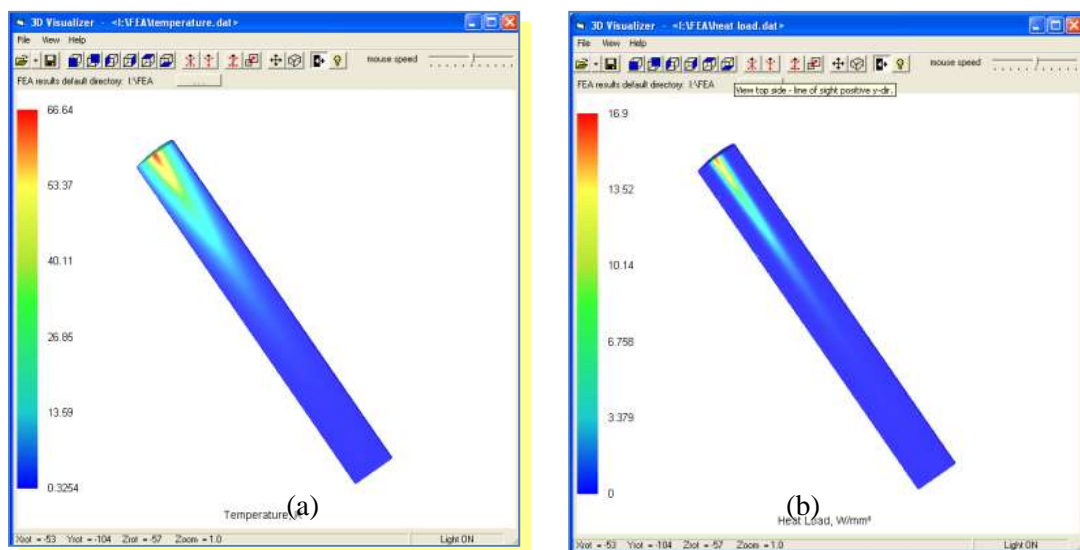 3D Visualizer - <I:\FEA\temperature.dat>
File View Help
mouse speed
FEA results default directory: I:\FEA ...
66.64
53.37
40.11
26.85
13.59
0.3254
Temperature,
(a)
Xrot = -53 Yrot = -104 Zrot = -57 Zoom = 1.0 Light ON
3D Visualizer - <I:\FEA\heat load.dat>
File View Help
mouse speed
FEA results default directory: I:\FEA
View top side - line of sight positive y-dir.
16.9
13.52
10.14
6.758
3.379
0
(b)
Heat Load, W/mm³
Xrot = -53 Yrot = -104 Zrot = -57 Zoom = 1.0 Light ON